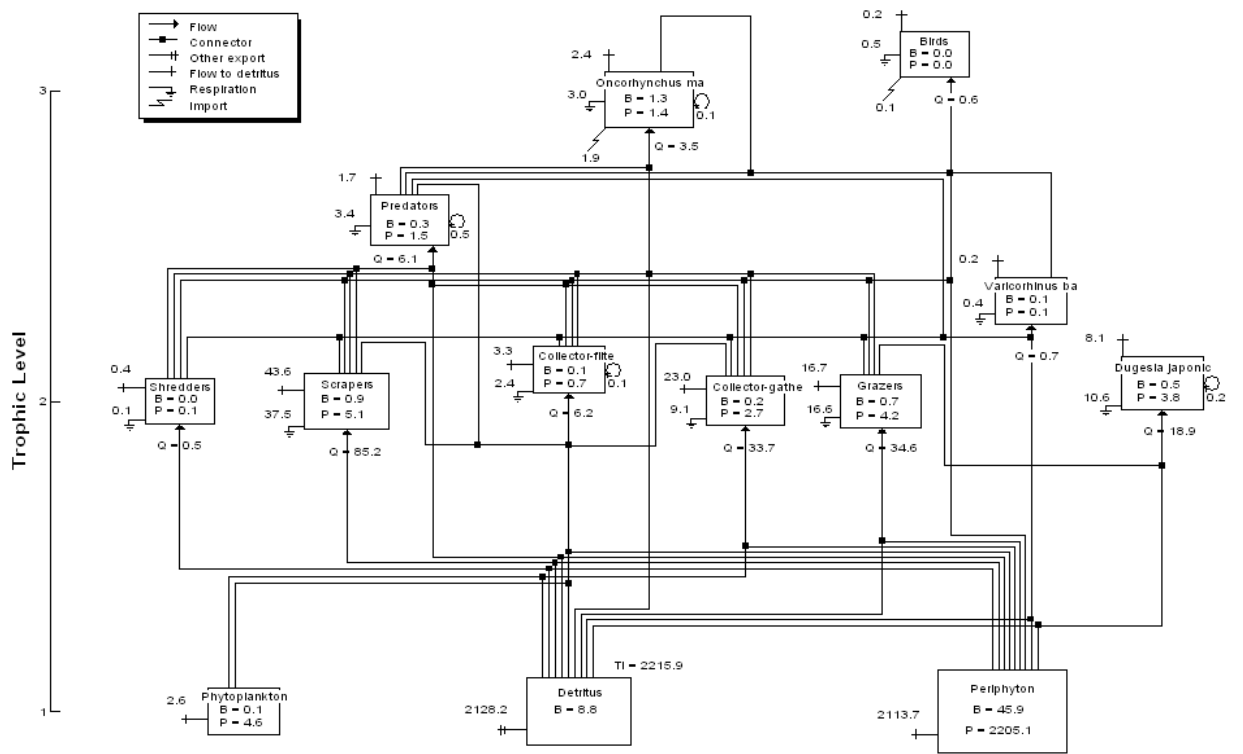 Flow
Connector
Other export
Flow to detritus
Respiration
Import
Trophic Level
3
2
1
0.2
Birds
0.5
B = 0.0
P = 0.0
0.1
Q = 0.6
2.4
Oncorhynchus ma
3.0
B = 1.3
P = 1.4
0.1
1.9
Q = 3.5
1.7
Predators
3.4
B = 0.3
P = 1.5
0.5
Q = 6.1
0.2
Varicorhinus ba
0.4
B = 0.1
P = 0.1
Q = 0.7
0.4
Shredders
B = 0.0
0.1
P = 0.1
Q = 0.5
43.6
Scrapers
B = 0.9
37.5
P = 5.1
Q = 85.2
3.3
Collector-filte
B = 0.1
2.4
P = 0.7
0.1
Q = 6.2
23.0
Collector-gathe
B = 0.2
9.1
P = 2.7
Q = 33.7
16.7
Grazers
B = 0.7
16.6
P = 4.2
Q = 34.6
8.1
Dugesia japonic
B = 0.5
10.6
P = 3.8
0.2
Q = 18.9
2.6
Phytoplankton
B = 0.1
P = 4.6
TI = 2215.9
2128.2
Detritus
B = 8.8
2113.7
Periphyton
B = 45.9
P = 2205.1